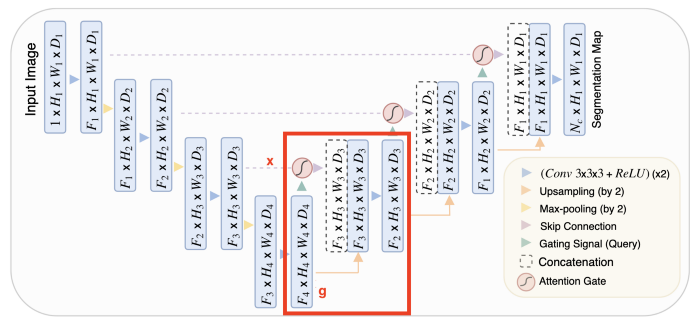 Input Image
1 x H₁ x W₁ x D₁
F₁ x H₁ x W₁ x D₁
F₁ x H₂ x W₂ x D₂
F₂ x H₂ x W₂ x D₂
F₂ x H₃ x W₃ x D₃
F₃ x H₃ x W₃ x D₃
F₃ x H₄ x W₄ x D₄
F₄ x H₄ x W₄ x D₄
x
g
F₃ x H₃ x W₃ x D₃
F₃ x H₃ x W₃ x D₃
F₂ x H₃ x W₃ x D₃
F₂ x H₂ x W₂ x D₂
F₂ x H₂ x W₂ x D₂
F₁ x H₂ x W₂ x D₂
F₁ x H₁ x W₁ x D₁
F₁ x H₁ x W₁ x D₁
N꜀ x H₁ x W₁ x D₁
Segmentation Map
(Conv 3x3x3 + ReLU) (x2)
Upsampling (by 2)
Max-pooling (by 2)
Skip Connection
Gating Signal (Query)
Concatenation
Attention Gate